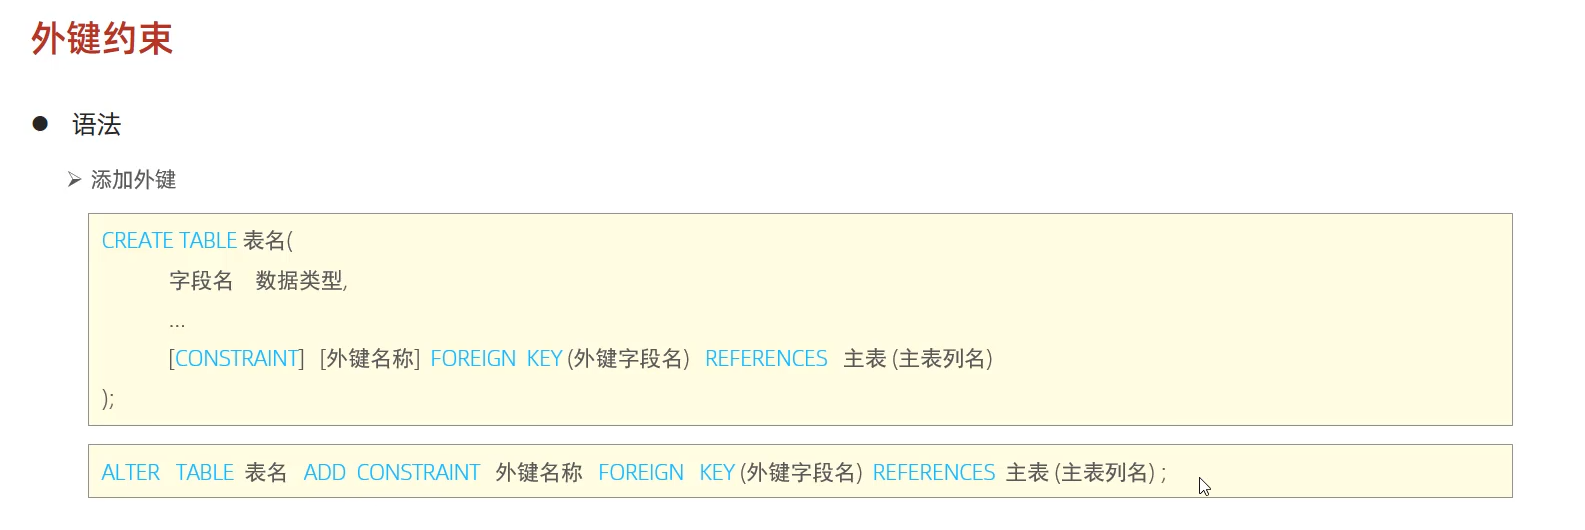 外键约束
● 语法
➢ 添加外键
CREATE TABLE 表名(
字段名 数据类型,
...
[CONSTRAINT] [外键名称] FOREIGN KEY (外键字段名) REFERENCES 主表 (主表列名)
);
ALTER TABLE 表名 ADD CONSTRAINT 外键名称 FOREIGN KEY (外键字段名) REFERENCES 主表 (主表列名) ;